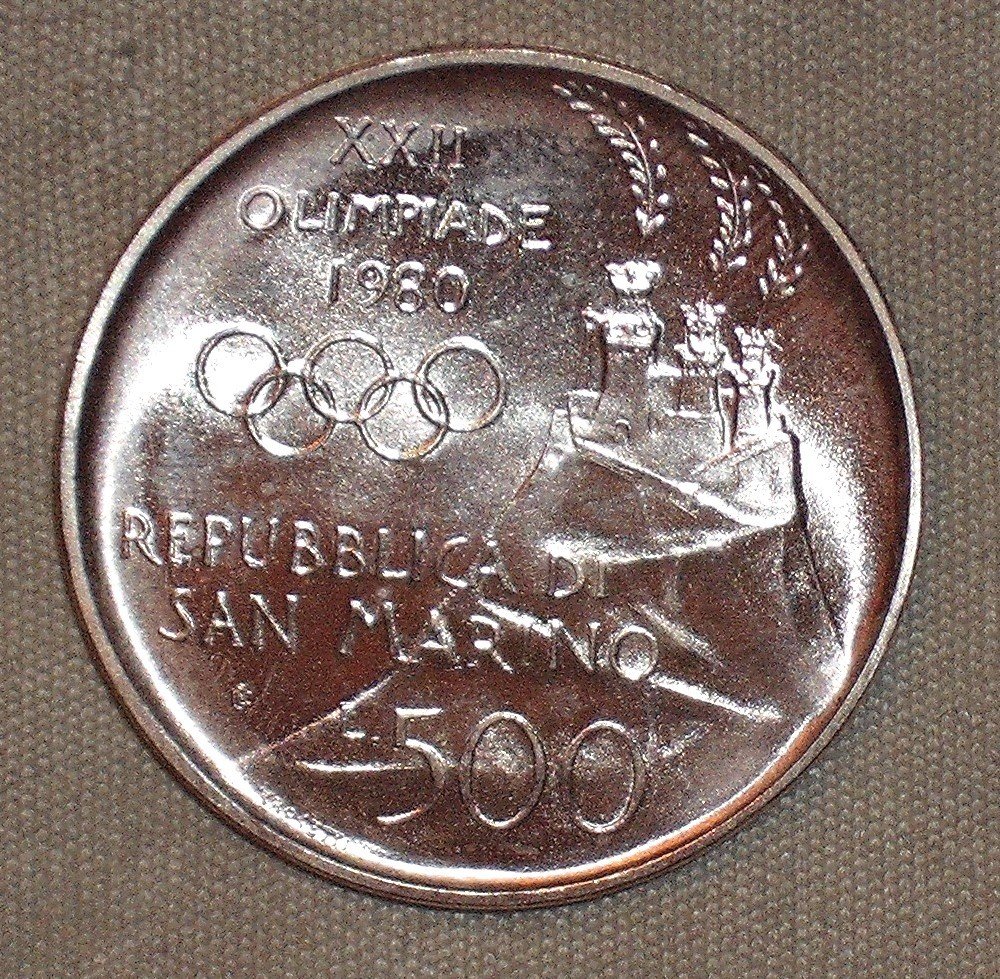 XXII
OLIMPIADE
1980
REPUBBLICA DI
SAN MARINO
L.500